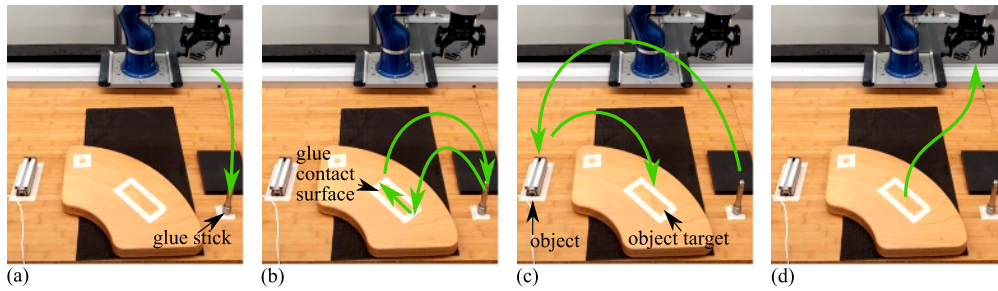 glue stick
(a)
glue
contact
surface
(b)
object
object target
(c)
(d)